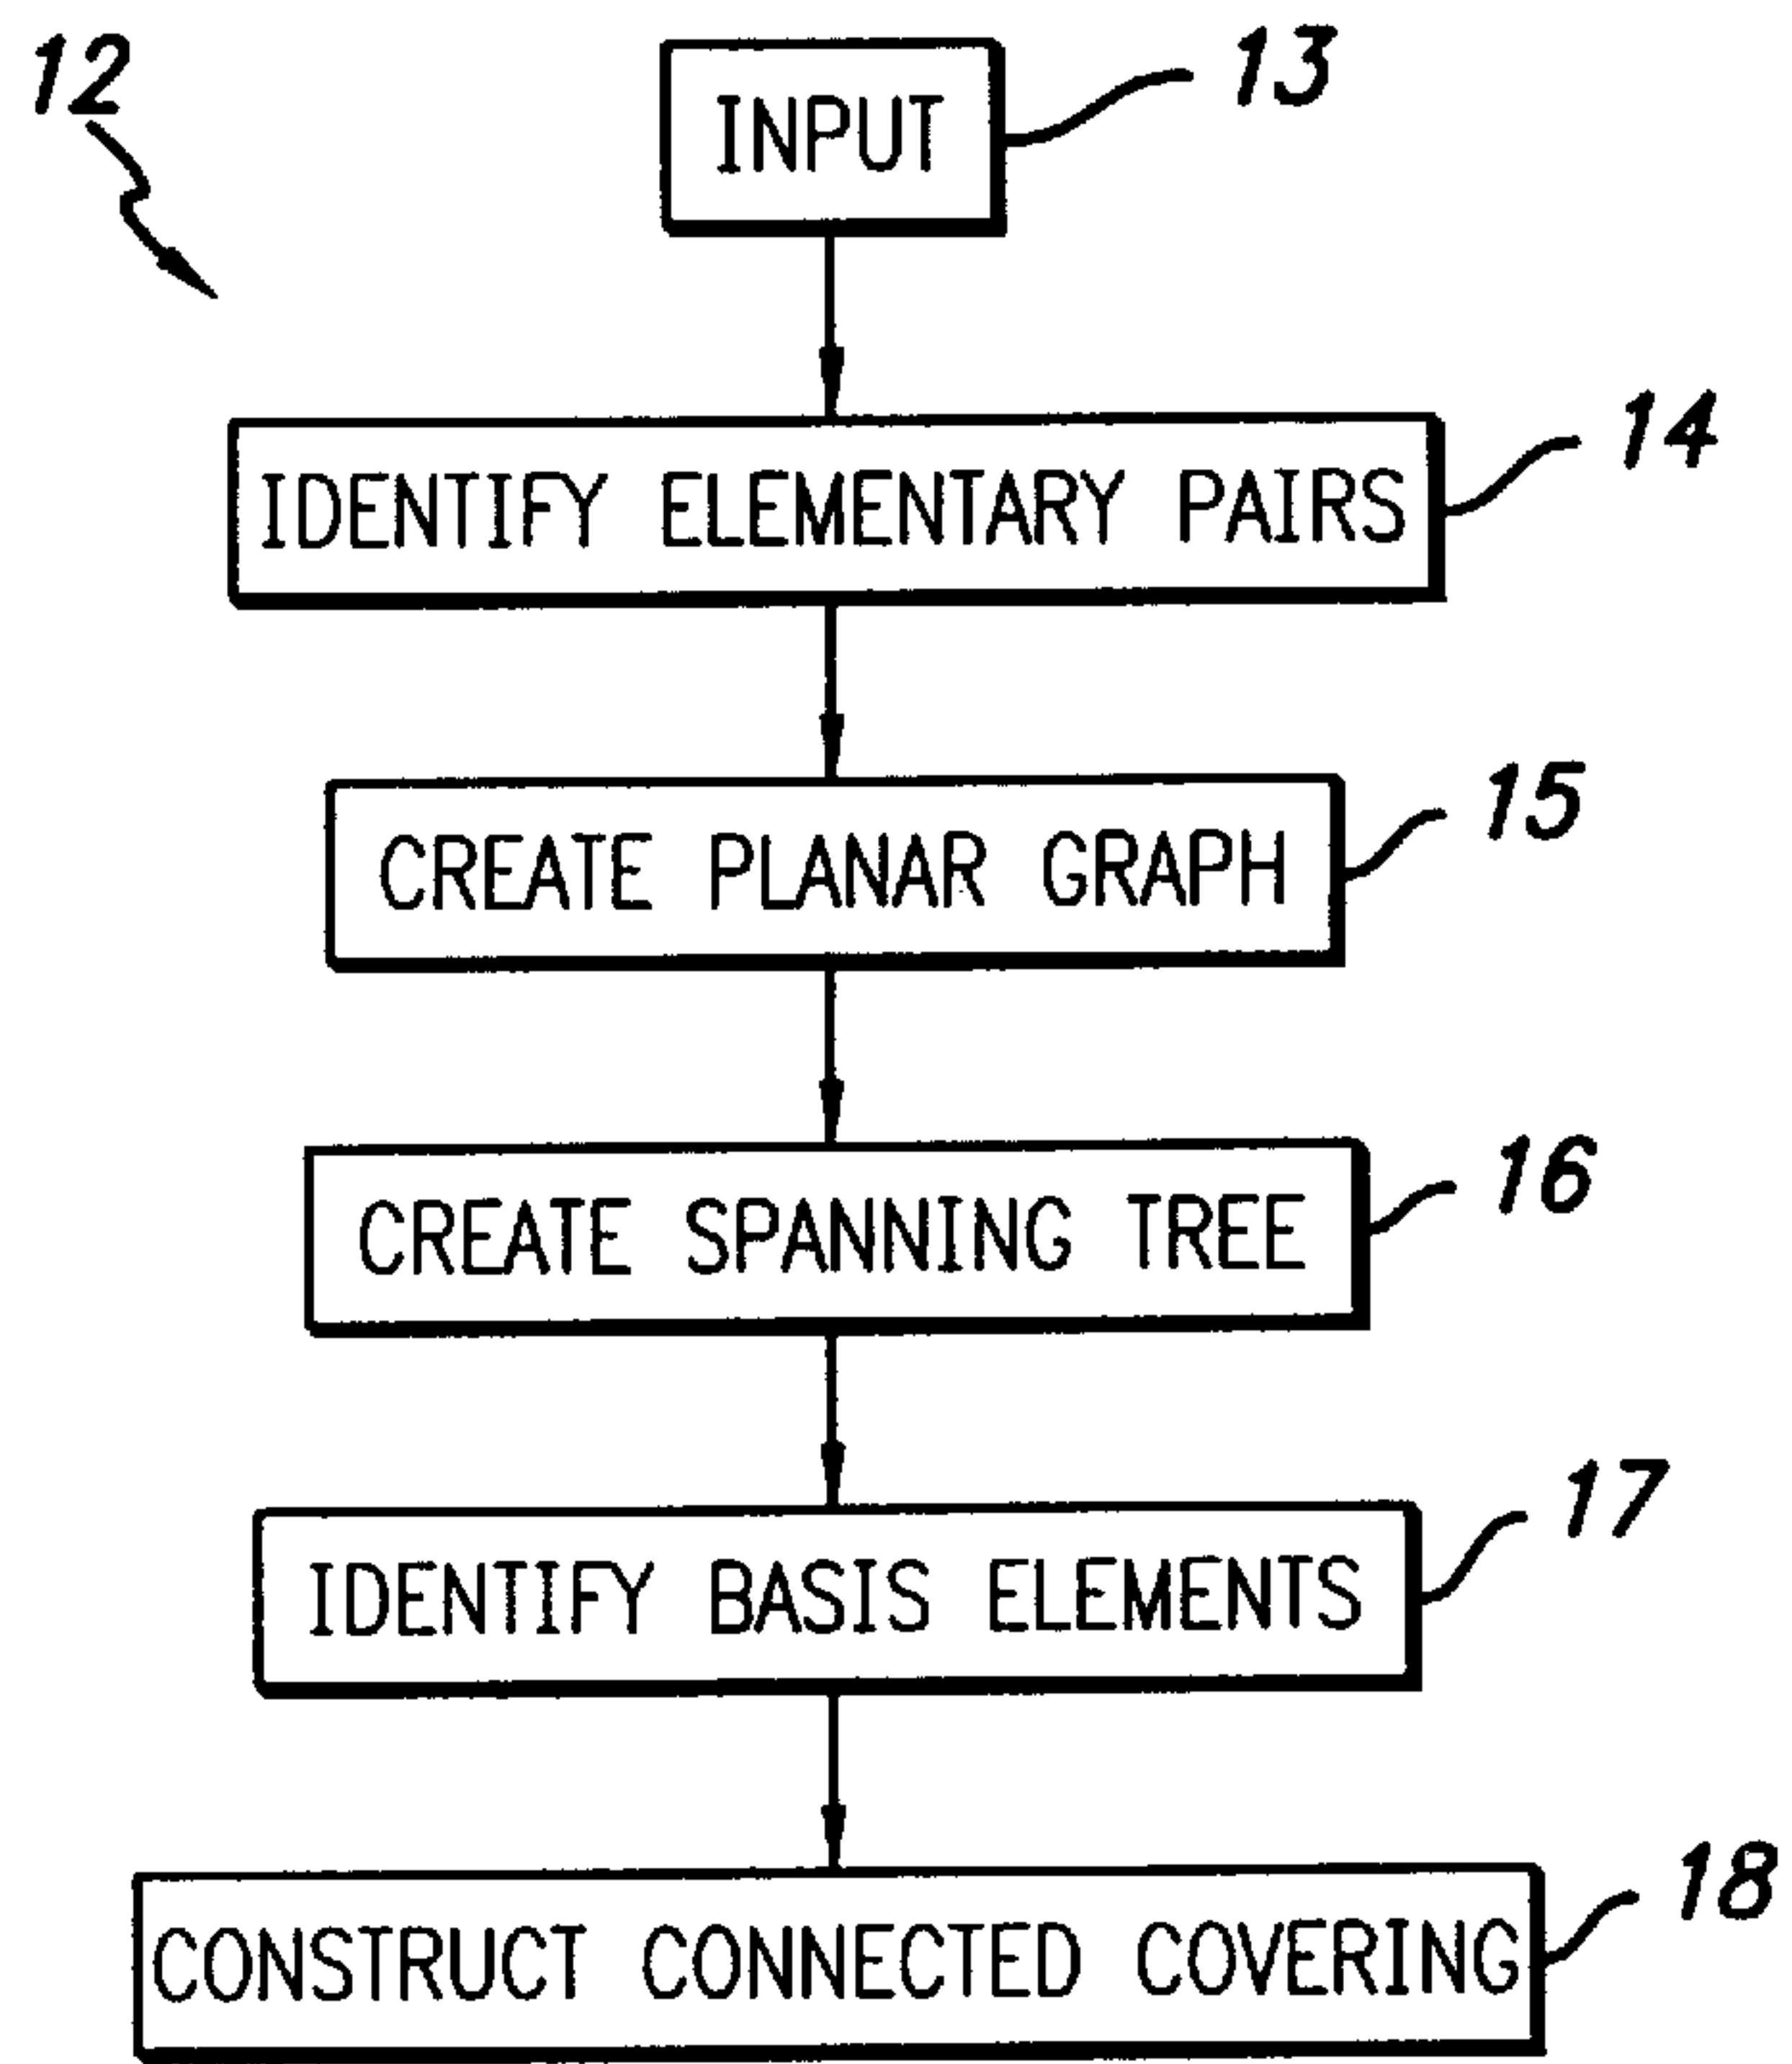 12
INPUT
13
IDENTIFY ELEMENTARY PAIRS
14
CREATE PLANAR GRAPH
15
CREATE SPANNING TREE
16
IDENTIFY BASIS ELEMENTS
17
CONSTRUCT CONNECTED COVERING
18